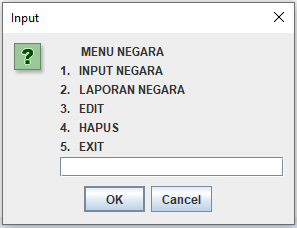 Input
?
MENU NEGARA
1. INPUT NEGARA
2. LAPORAN NEGARA
3. EDIT
4. HAPUS
5. EXIT
OK Cancel